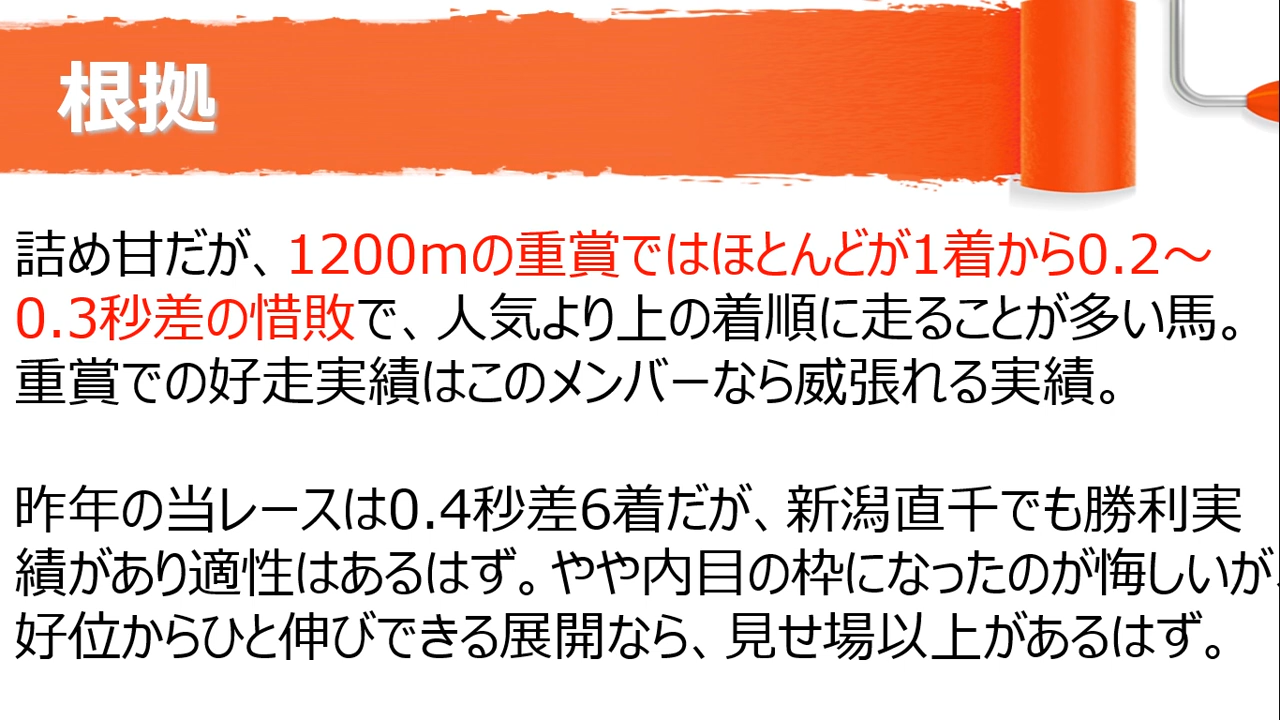 根拠
詰め甘だが、1200mの重賞ではほとんどが1着から0.2～
0.3秒差の惜敗で、人気より上の着順に走ることが多い馬。
重賞での好走実績はこのメンバーなら威張れる実績。
昨年の当レースは0.4秒差6着だが、新潟直千でも勝利実
績があり適性はあるはず。やや内目の枠になったのが悔しいが、
好位からひと伸びできる展開なら、見せ場以上があるはず。